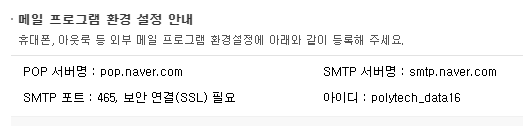 · 메일 프로그램 환경 설정 안내
휴대폰, 아웃룩 등 외부 메일 프로그램 환경설정에 아래와 같이 등록해 주세요.
POP 서버명 : pop.naver.com SMTP 서버명 : smtp.naver.com
SMTP 포트 : 465, 보안 연결(SSL) 필요 아이디 : polytech_data16